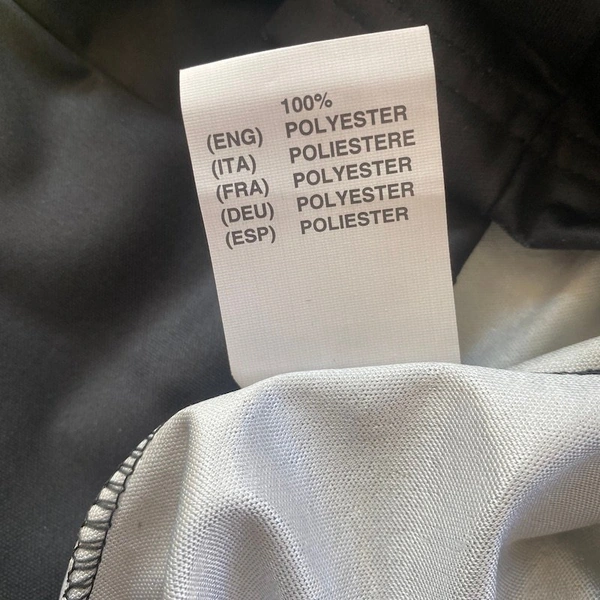 100%
(ENG) POLYESTER
(ITA) POLIESTERE
(FRA) POLYESTER
(DEU) POLYESTER
(ESP) POLIESTER